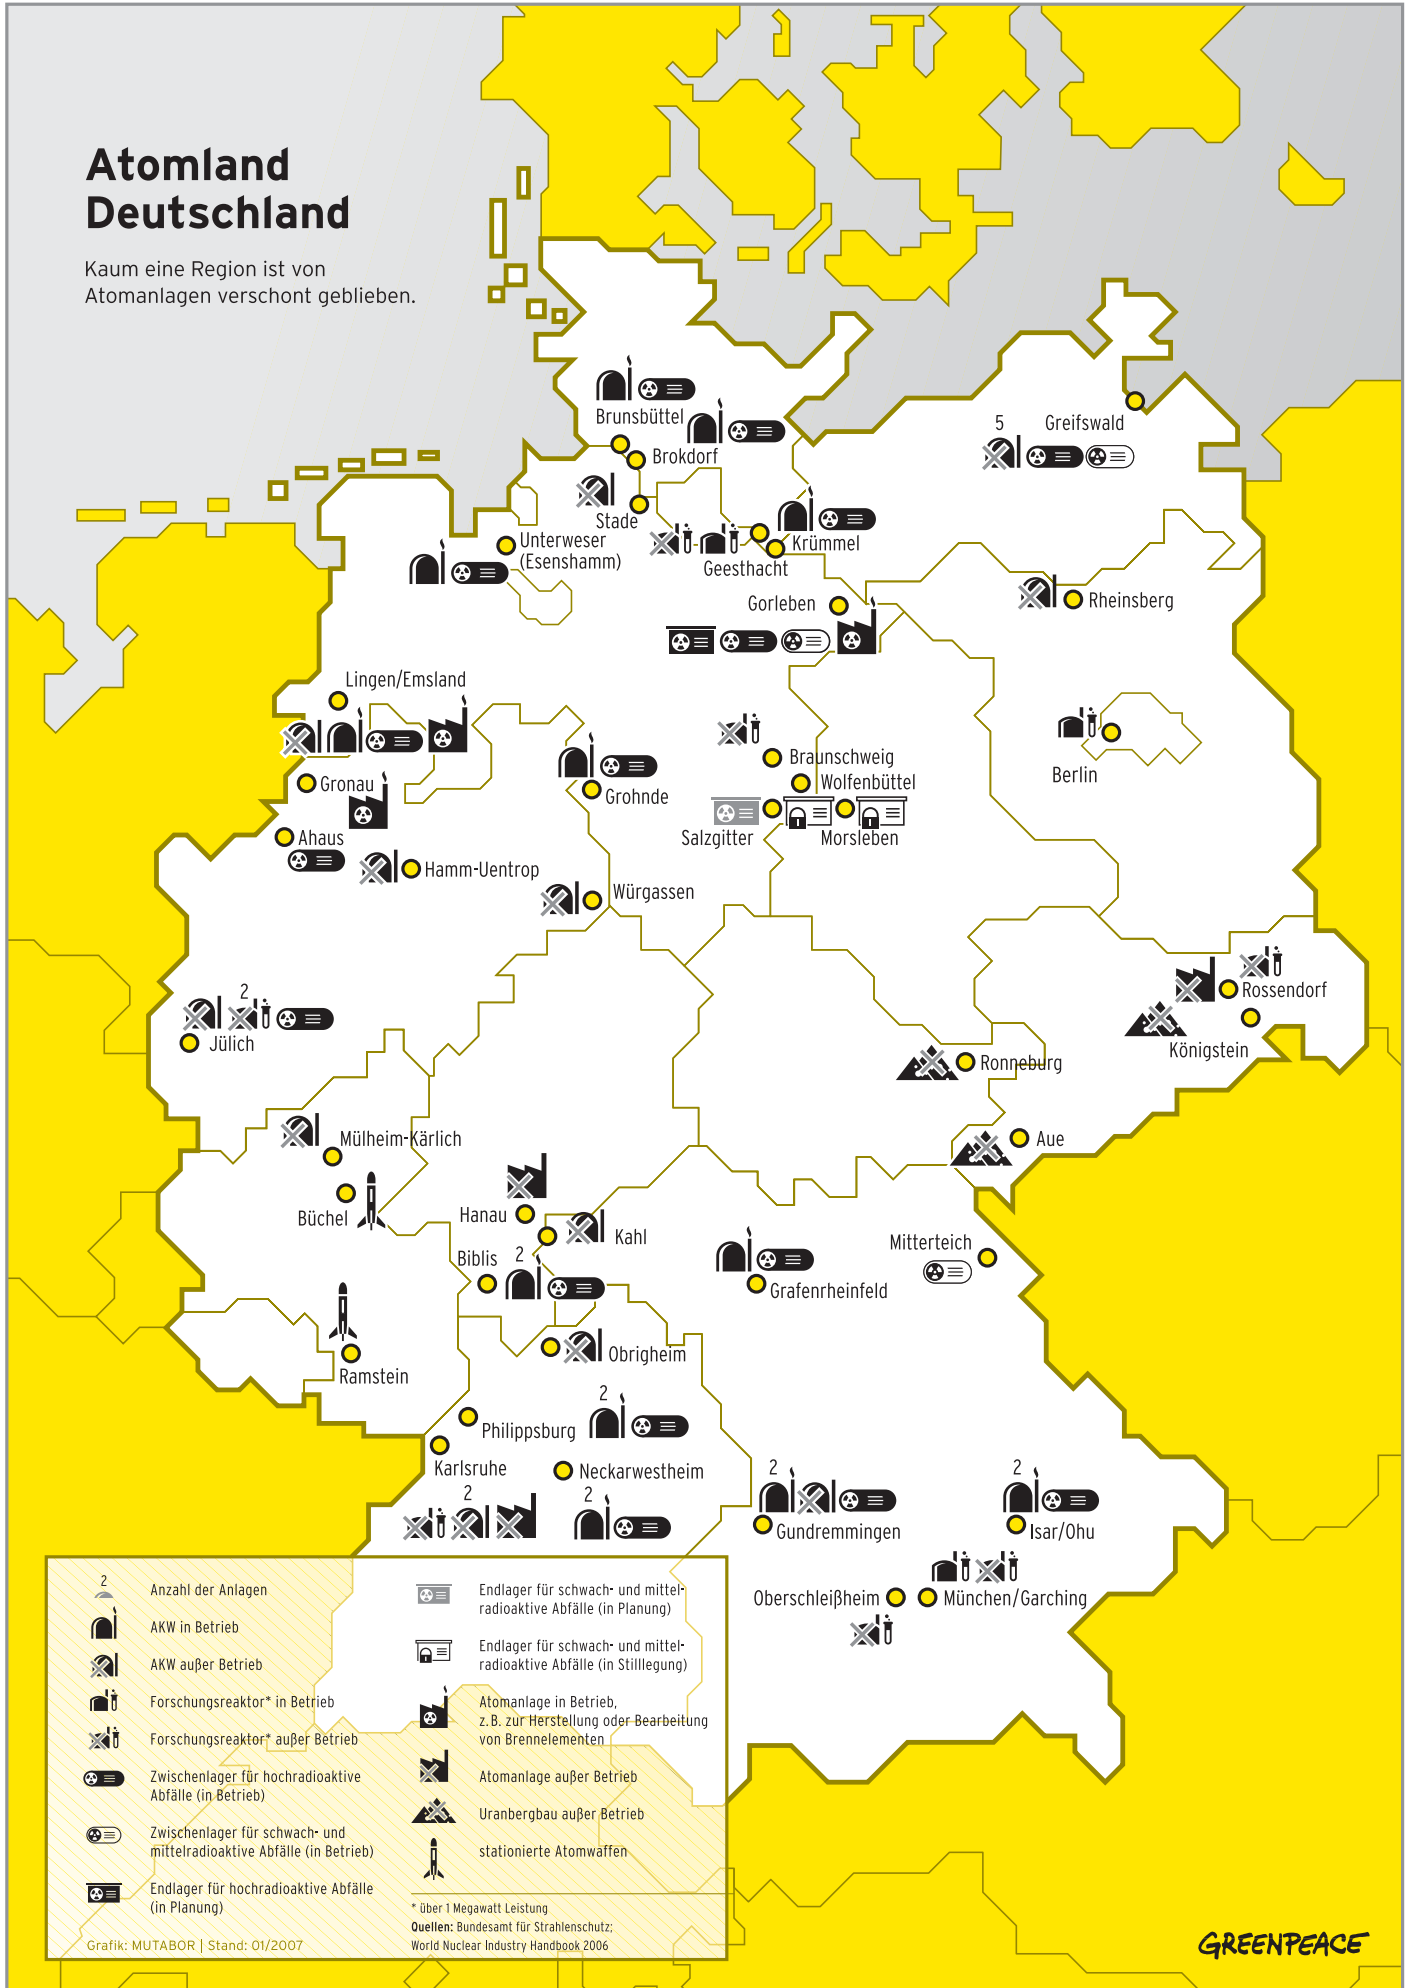 Atomland
Deutschland
Kaum eine Region ist von
Atomanlagen verschont geblieben.
Brunsbüttel
Brokdorf
5
Greifswald
Stade
Unterweser
(Esenshamm)
Krümmel
Geesthacht
Gorleben
Rheinsberg
Lingen/Emsland
Berlin
Braunschweig
Wolfenbüttel
Gronau
Grohnde
Salzgitter
Morsleben
Ahaus
Hamm-Uentrop
Würgassen
2
Jülich
Rossendorf
Königstein
Ronneburg
Aue
Mülheim-Kärlich
Büchel
Hanau
Kahl
Biblis
2
Grafenrheinfeld
Mitterteich
Obrigheim
Ramstein
2
Philippsburg
Karlsruhe
2
Neckarwestheim
2
2
Gundremmingen
2
Isar/Ohu
Oberschleißheim
München/Garching
2
Anzahl der Anlagen
AKW in Betrieb
AKW außer Betrieb
Forschungsreaktor* in Betrieb
Forschungsreaktor* außer Betrieb
Zwischenlager für hochradioaktive
Abfälle (in Betrieb)
Zwischenlager für schwach- und
mittelradioaktive Abfälle (in Betrieb)
Endlager für hochradioaktive Abfälle
(in Planung)
Grafik: MUTABOR | Stand: 01/2007
Endlager für schwach- und mittel-
radioaktive Abfälle (in Planung)
Endlager für schwach- und mittel-
radioaktive Abfälle (in Stilllegung)
Atomanlage in Betrieb,
z.B. zur Herstellung oder Bearbeitung
von Brennelementen
Atomanlage außer Betrieb
Uranbergbau außer Betrieb
stationierte Atomwaffen
* über 1 Megawatt Leistung
Quellen: Bundesamt für Strahlenschutz;
World Nuclear Industry Handbook 2006
GREENPEACE